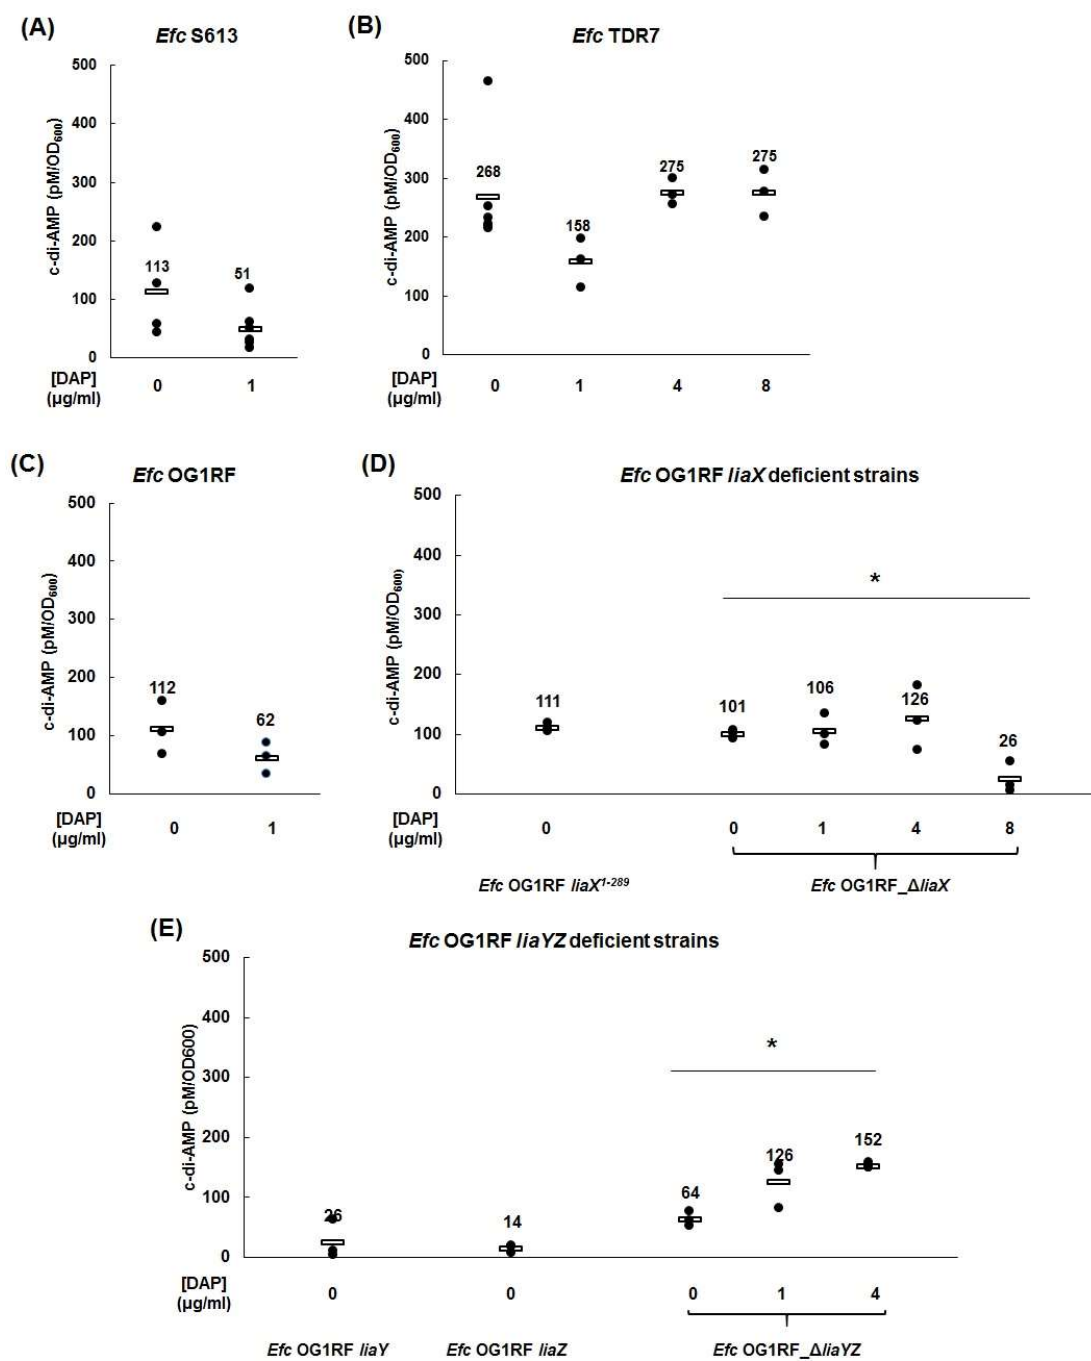 (A)
Efc S613
500
400
300
200
100
0
c-di-AMP (pM/OD600)
113
51
[DAP]
(µg/ml)
0 1
(B)
Efc TDR7
500
400
300
200
100
0
c-di-AMP (pM/OD600)
268
158
275
275
[DAP]
(µg/ml)
0 1 4 8
(C)
Efc OG1RF
500
400
300
200
100
0
c-di-AMP (pM/OD600)
112
62
[DAP]
(µg/ml)
0 1
(D)
Efc OG1RF liaX deficient strains
500
400
300
200
100
0
c-di-AMP (pM/OD600)
*
111
101
106
126
26
[DAP]
(µg/ml)
0 0 1 4 8
Efc OG1RF liaX1-289
Efc OG1RF_ΔliaX
(E)
Efc OG1RF liaYZ deficient strains
500
400
300
200
100
0
c-di-AMP (pM/OD600)
*
26
14
64
126
152
[DAP]
(µg/ml)
0 0 0 1 4
Efc OG1RF liaY
Efc OG1RF liaZ
Efc OG1RF_ΔliaYZ